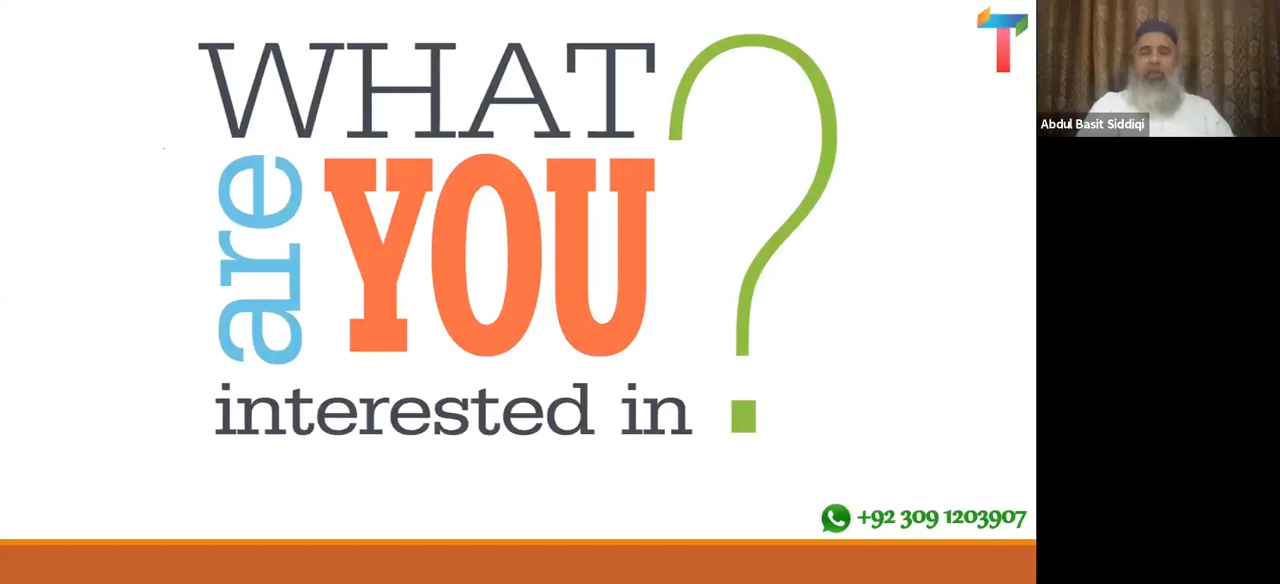 WHAT
are YOU
interested in ?
T
Abdul Basit Siddiqi
+92 309 1203907